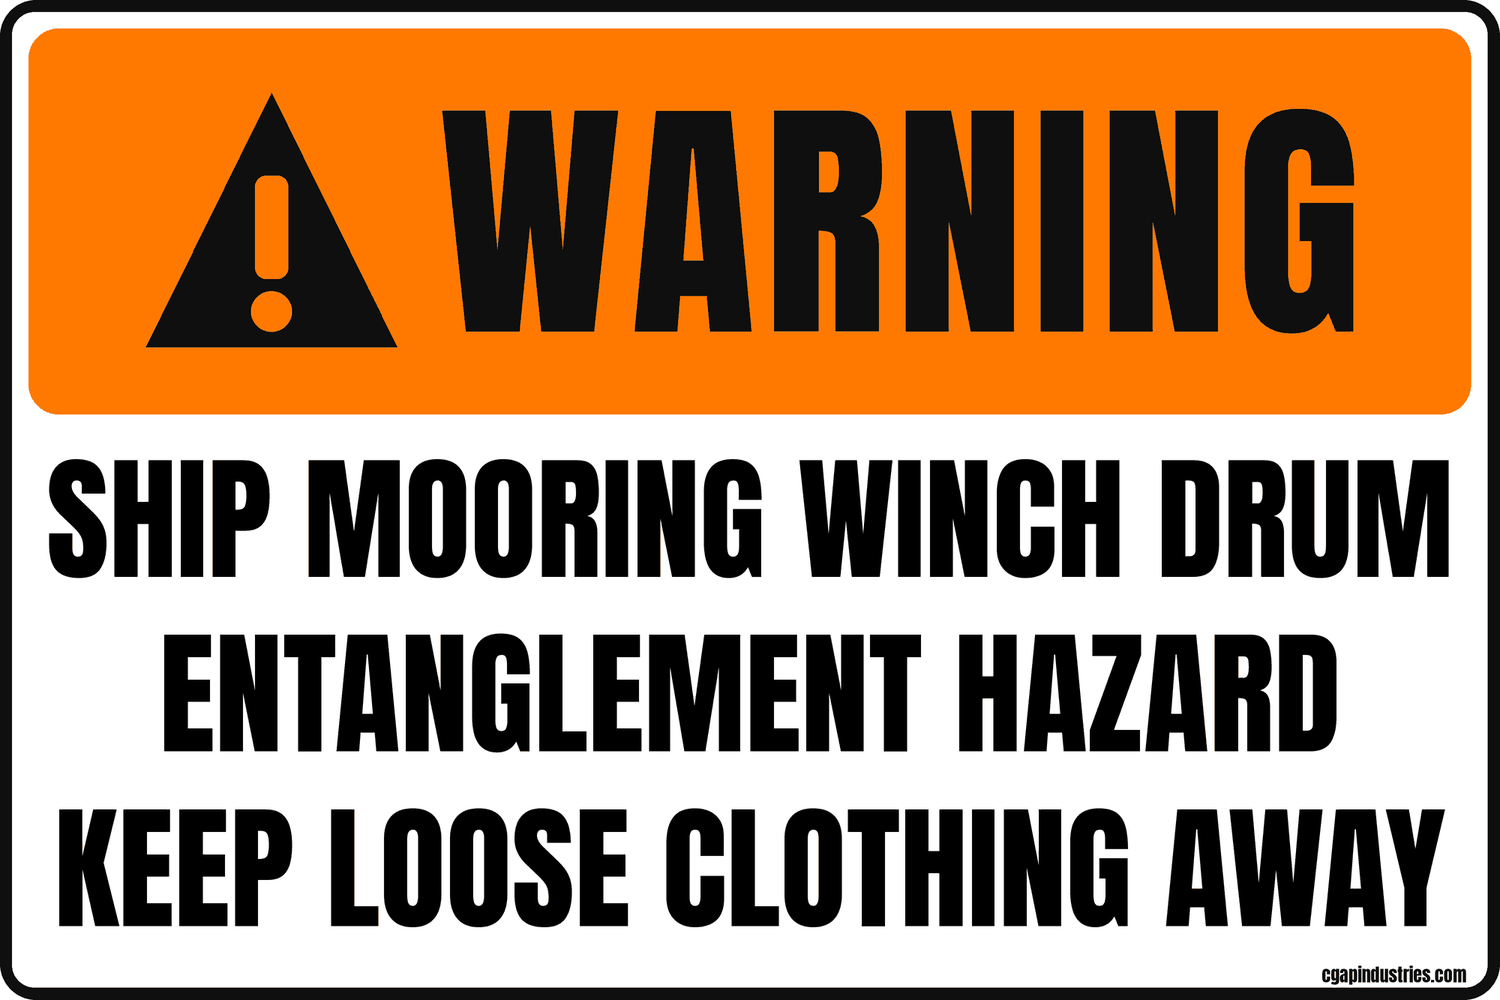 WARNING
SHIP MOORING WINCH DRUM
ENTANGLEMENT HAZARD
KEEP LOOSE CLOTHING AWAY
cgapindustries.com